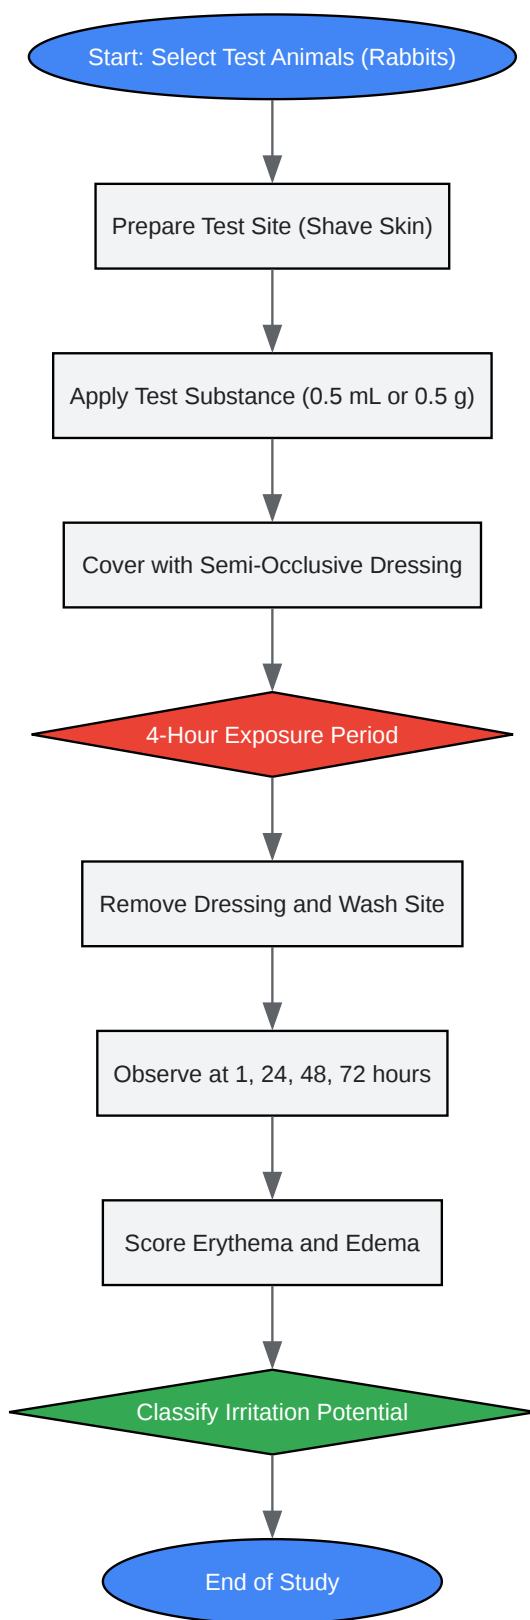 Start: Select Test Animals (Rabbits)
Prepare Test Site (Shave Skin)
Apply Test Substance (0.5 mL or 0.5 g)
Cover with Semi-Occlusive Dressing
4-Hour Exposure Period
Remove Dressing and Wash Site
Observe at 1, 24, 48, 72 hours
Score Erythema and Edema
Classify Irritation Potential
End of Study